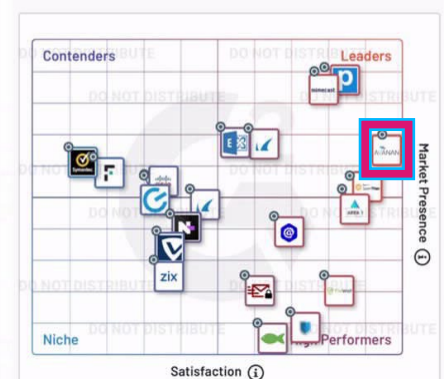 DO NOT DISTRIBUTE
DO NOT DISTRIBUTE
Contenders
Leaders
mimecast
DO NOT DISTRIBUTE
DO NOT DISTRIBUTE
Symantec
AVANAN
Market Presence
AREA 1
zix
Niche
High Performers
DO NOT DISTRIBUTE
DO NOT DISTRIBUTE
Satisfaction